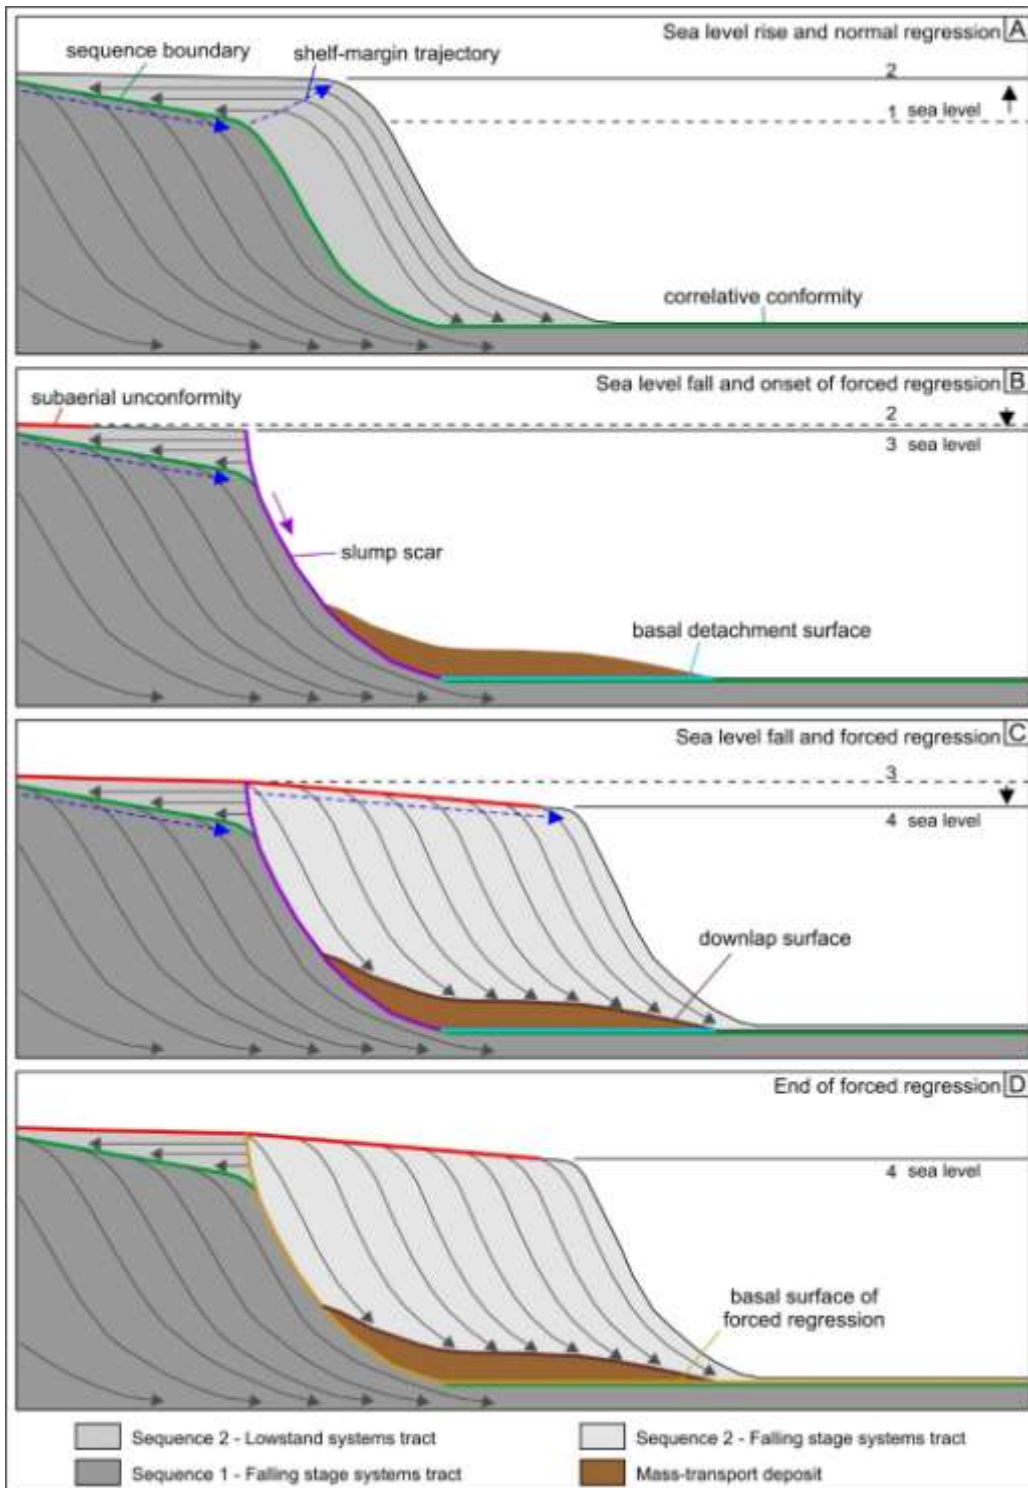 Sea level rise and normal regression A
sequence boundary
shelf-margin trajectory
2
1 sea level
correlative conformity
Sea level fall and onset of forced regression B
subaerial unconformity
2
3 sea level
slump scar
basal detachment surface
Sea level fall and forced regression C
3
4 sea level
downlap surface
End of forced regression D
4 sea level
basal surface of
forced regression
Sequence 2 - Lowstand systems tract
Sequence 2 - Falling stage systems tract
Sequence 1 - Falling stage systems tract
Mass-transport deposit